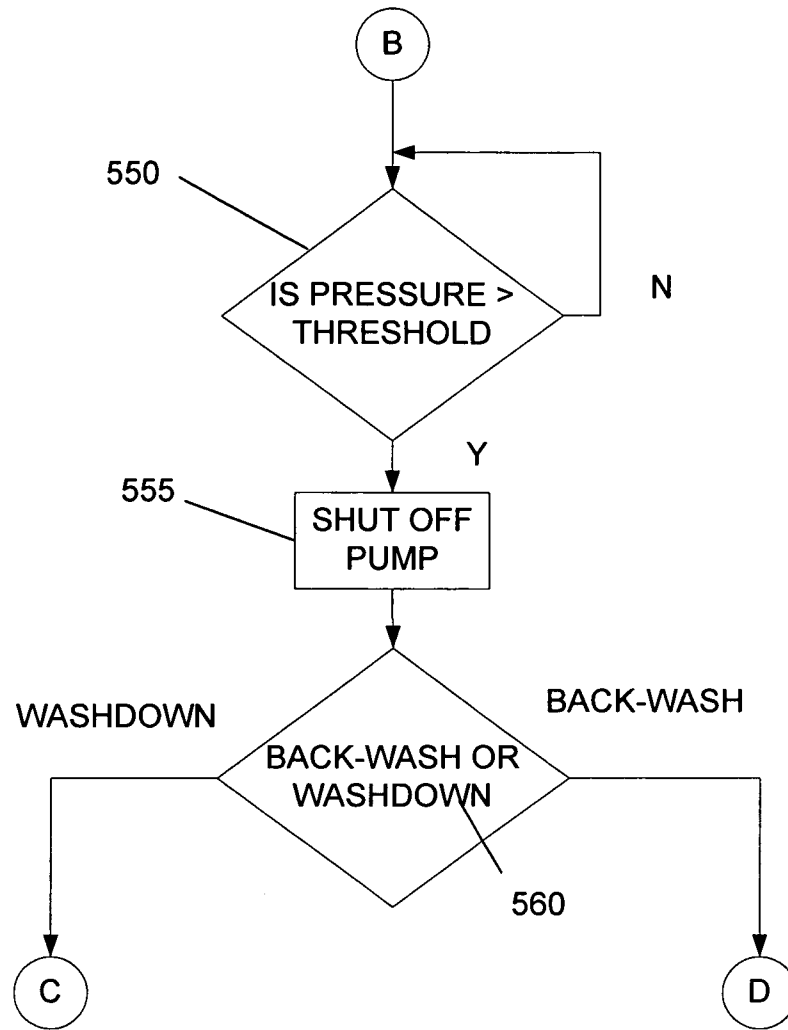 B
550
IS PRESSURE >
THRESHOLD
N
Y
555
SHUT OFF
PUMP
WASHDOWN
BACK-WASH
BACK-WASH OR
WASHDOWN
560
C
D